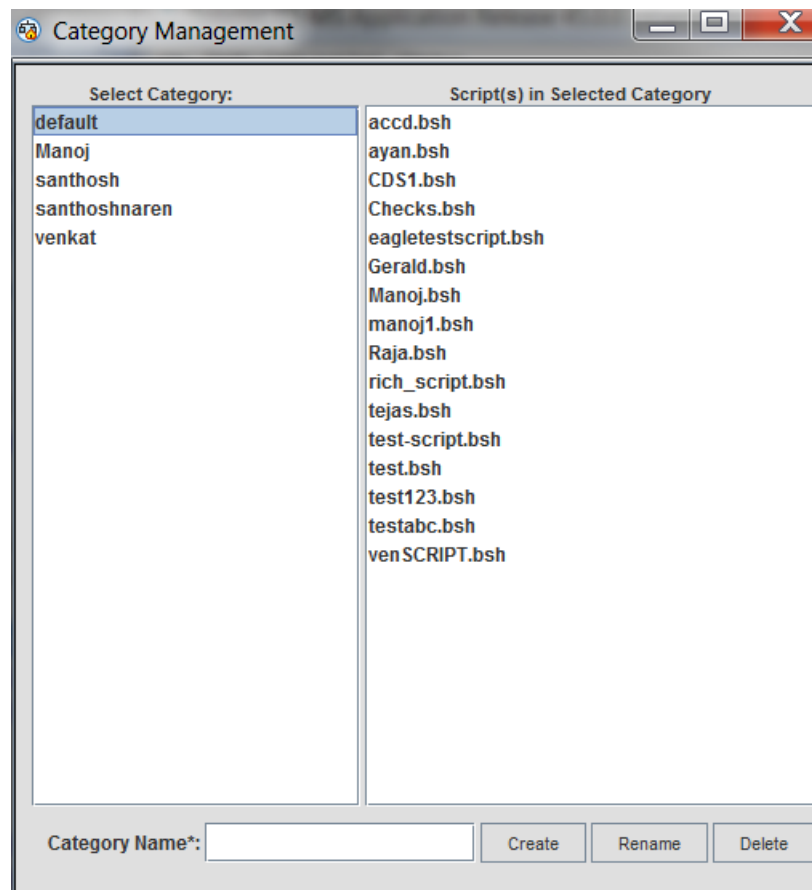 Category Management
Select Category:
default
Manoj
santhosh
santhoshnaren
venkat
Script(s) in Selected Category
accd.bsh
ayan.bsh
CDS1.bsh
Checks.bsh
eagletestscript.bsh
Gerald.bsh
Manoj.bsh
manoj1.bsh
Raja.bsh
rich_script.bsh
tejas.bsh
test-script.bsh
test.bsh
test123.bsh
testabc.bsh
venSCRIPT.bsh
Category Name*:
Create
Rename
Delete